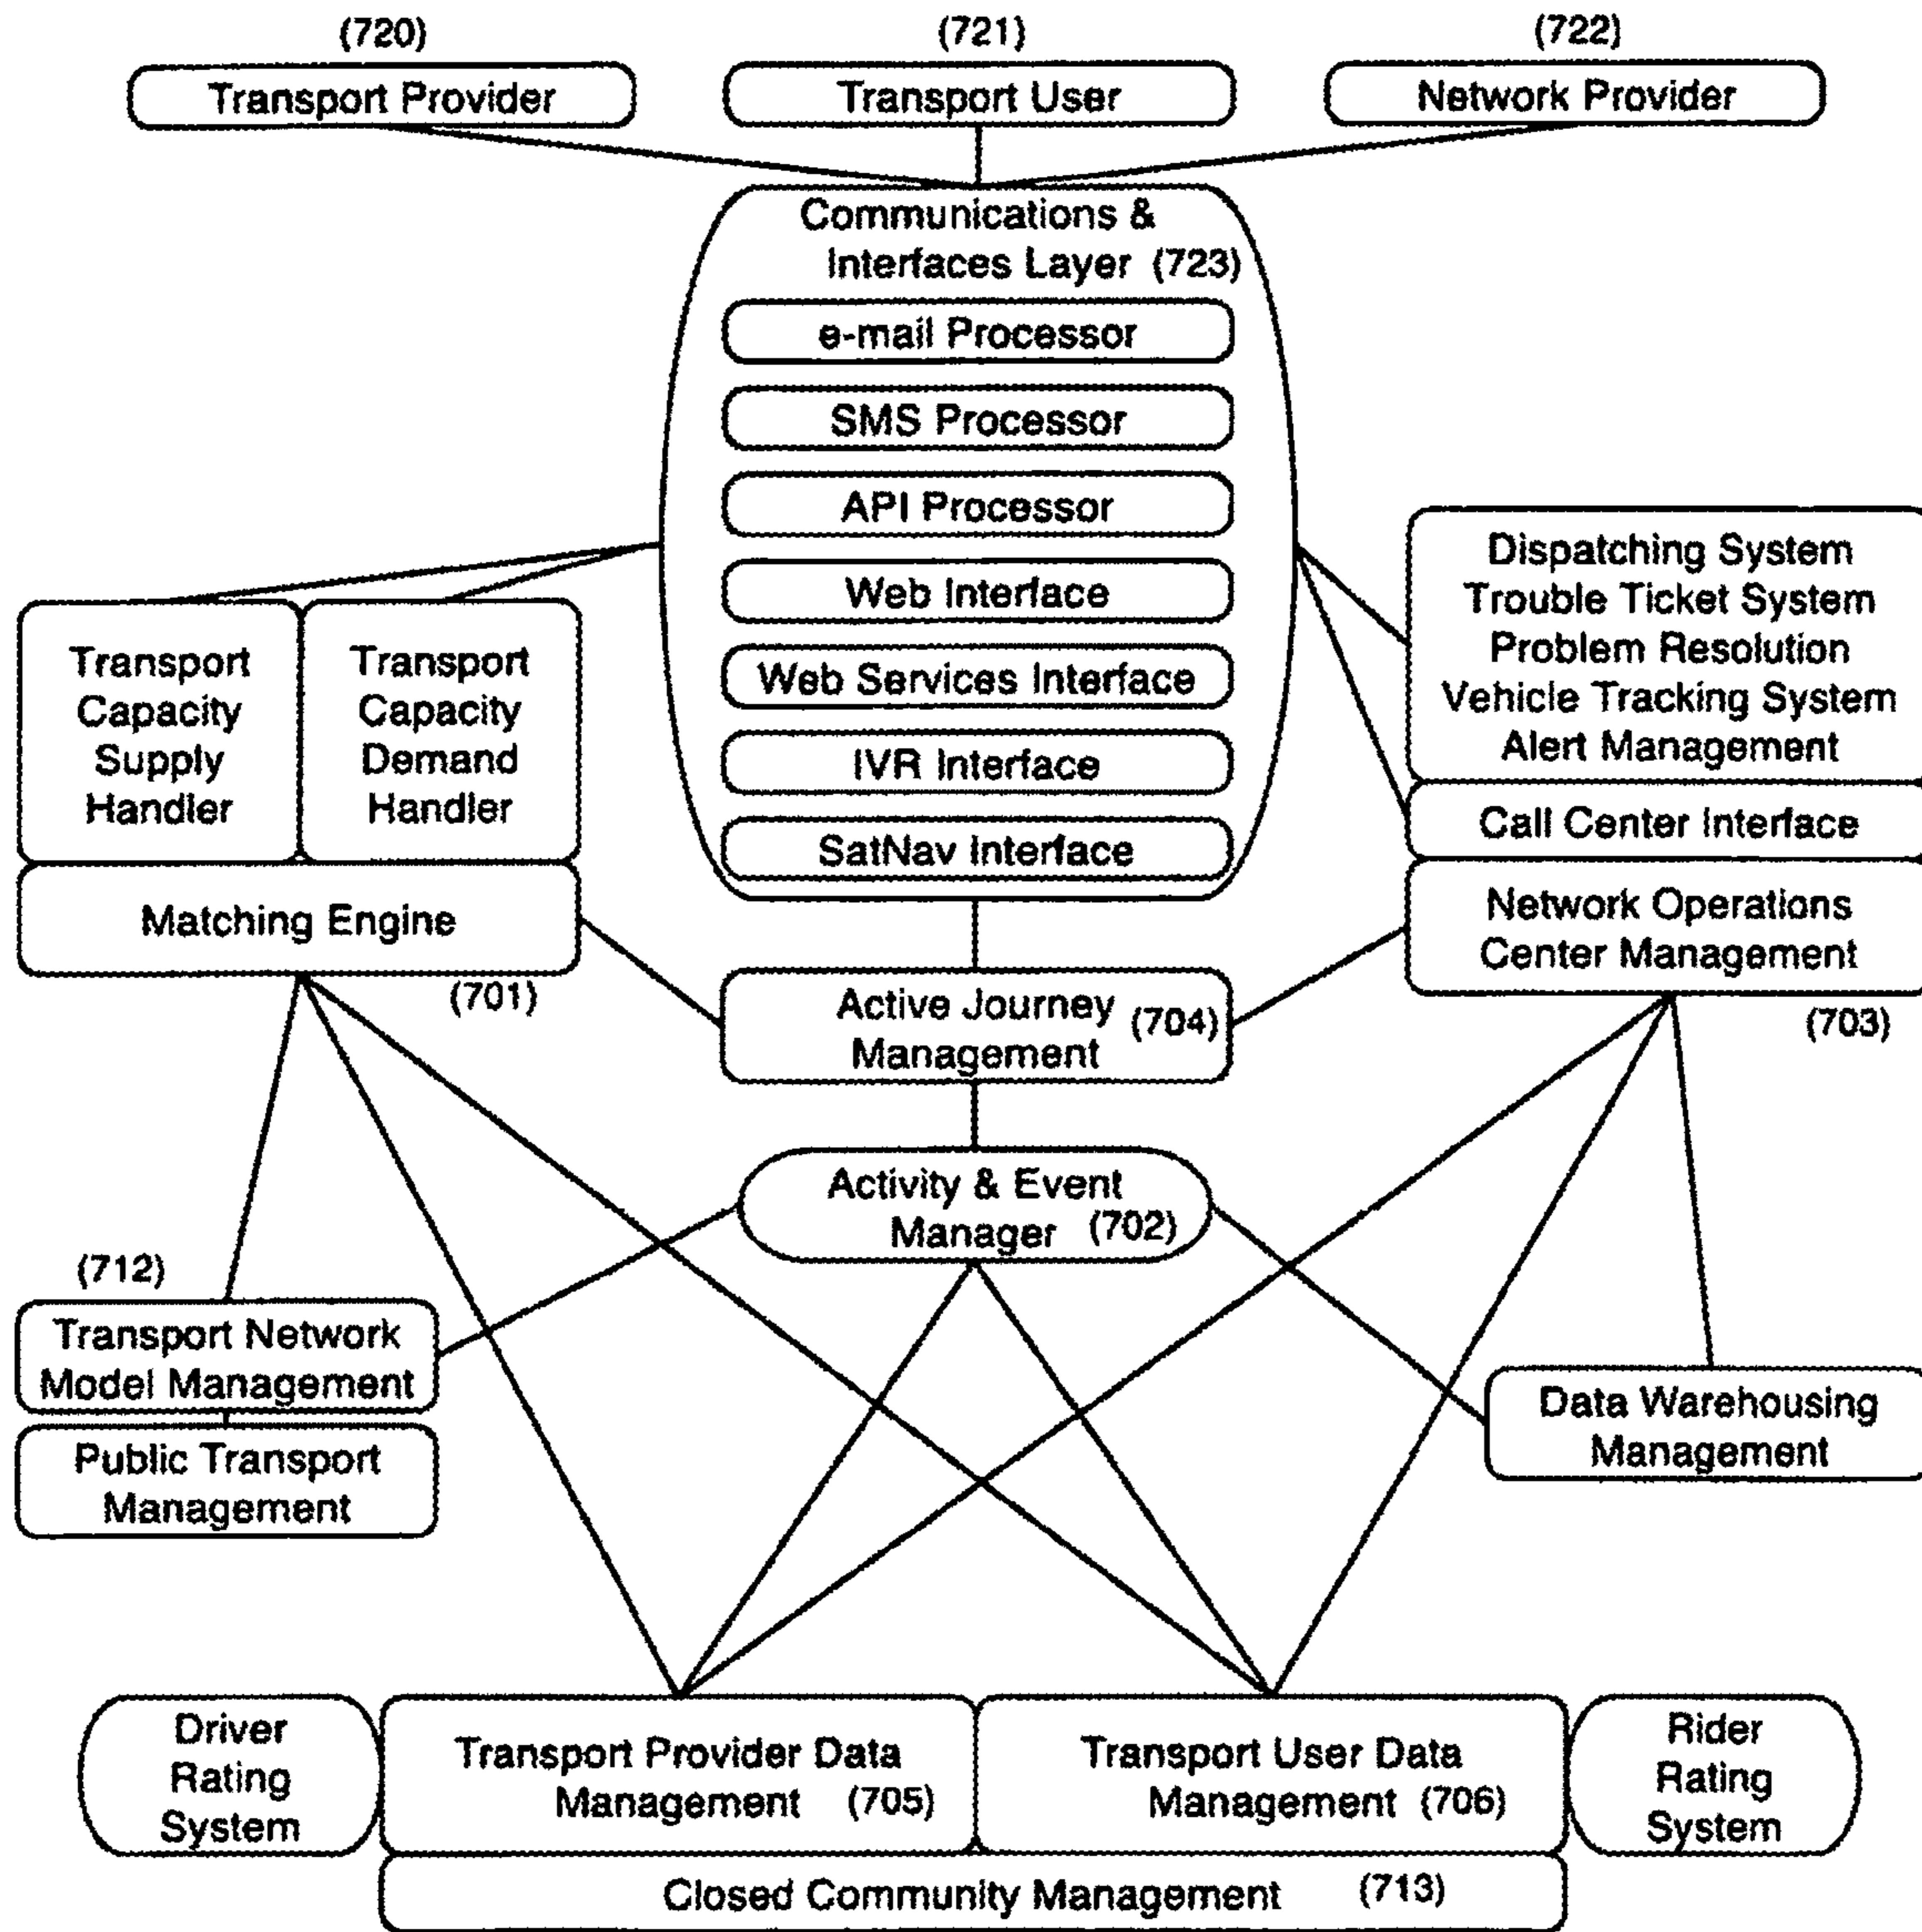 (720)
(721)
(722)
Transport Provider
Transport User
Network Provider
Communications &
Interfaces Layer (723)
e-mail Processor
SMS Processor
API Processor
Web Interface
Web Services Interface
IVR Interface
SatNav Interface
Transport
Capacity
Supply
Handler
Transport
Capacity
Demand
Handler
Matching Engine
(701)
Dispatching System
Trouble Ticket System
Problem Resolution
Vehicle Tracking System
Alert Management
Call Center Interface
Network Operations
Center Management
(703)
Active Journey
Management (704)
Activity & Event
Manager (702)
(712)
Transport Network
Model Management
Public Transport
Management
Data Warehousing
Management
Driver
Rating
System
Transport Provider Data
Management (705)
Transport User Data
Management (706)
Rider
Rating
System
Closed Community Management (713)